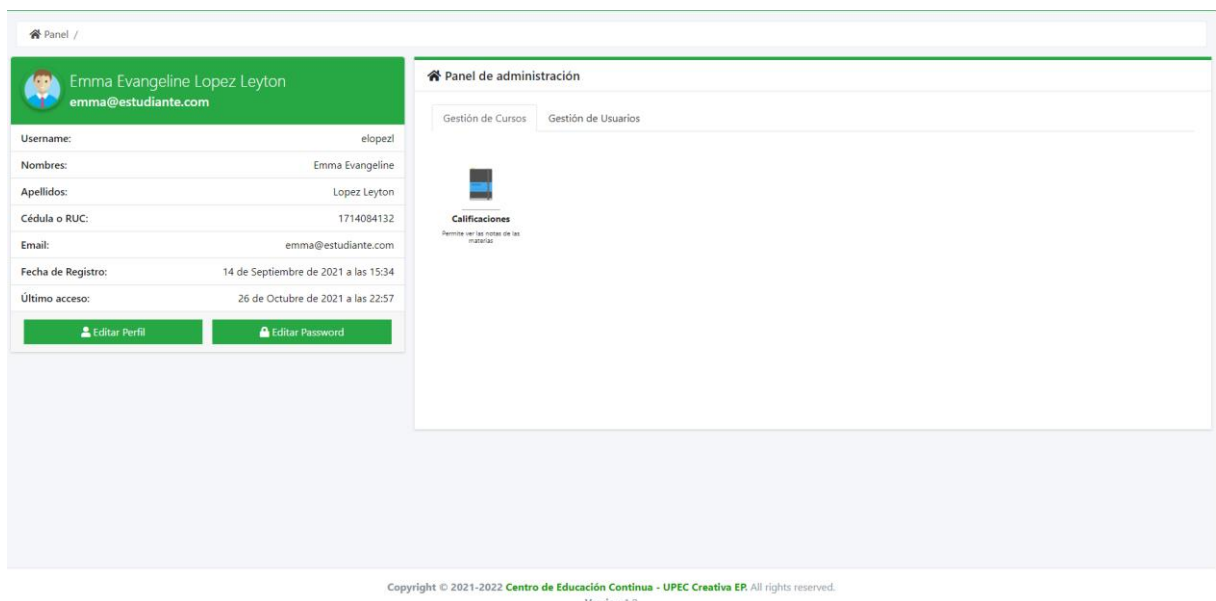 Panel /
Emma Evangeline Lopez Leyton
emma@estudiante.com
Username: elopezl
Nombres: Emma Evangeline
Apellidos: Lopez Leyton
Cédula o RUC: 1714084132
Email: emma@estudiante.com
Fecha de Registro: 14 de Septiembre de 2021 a las 15:34
Último acceso: 26 de Octubre de 2021 a las 22:57
Editar Perfil Editar Password
Panel de administración
Gestión de Cursos Gestión de Usuarios
Calificaciones
Permite ver las notas de las
materias
Copyright © 2021-2022 Centro de Educación Continua - UPEC Creativa EP. All rights reserved.